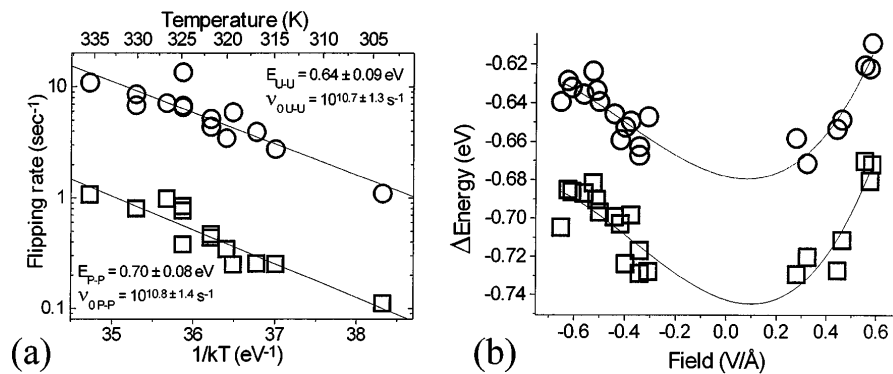 Temperature (K)
335 330 325 320 315 310 305
10
1
0.1
Flipping rate (sec⁻¹)
E U-U = 0.64 ± 0.09 eV
ν 0 U-U = 10^10.7 ± 1.3 s⁻¹
E P-P = 0.70 ± 0.08 eV
ν 0 P-P = 10^10.8 ± 1.4 s⁻¹
35 36 37 38
1/kT (eV⁻¹)
(a)
-0.62
-0.64
-0.66
-0.68
-0.70
-0.72
-0.74
ΔEnergy (eV)
-0.6 -0.4 -0.2 0.0 0.2 0.4 0.6
Field (V/Å)
(b)